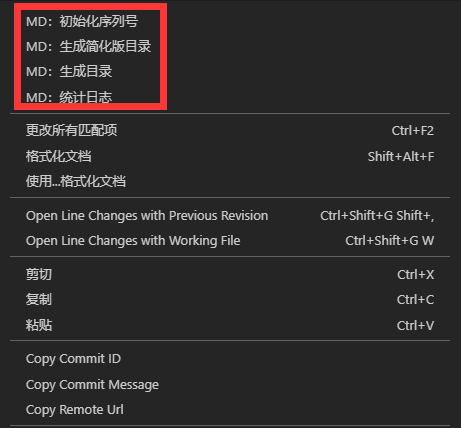 MD：初始化序列号
MD：生成简化版目录
MD：生成目录
MD：统计日志
更改所有匹配项 Ctrl+F2
格式化文档 Shift+Alt+F
使用...格式化文档
Open Line Changes with Previous Revision Ctrl+Shift+G Shift+,
Open Line Changes with Working File Ctrl+Shift+G W
剪切 Ctrl+X
复制 Ctrl+C
粘贴 Ctrl+V
Copy Commit ID
Copy Commit Message
Copy Remote Url